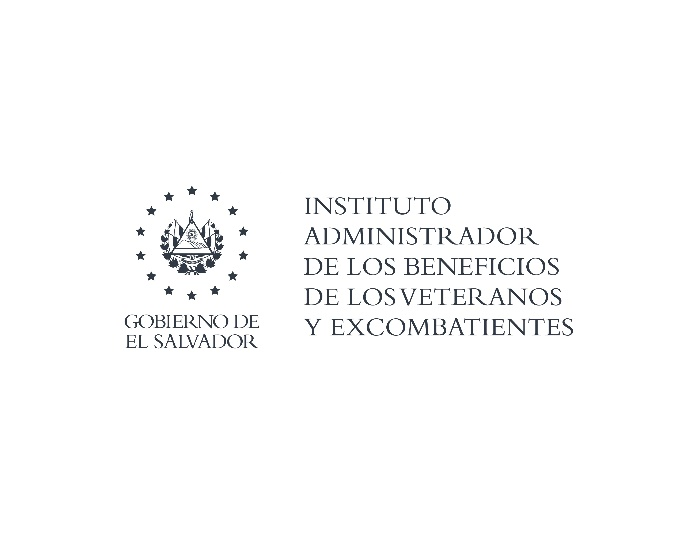 GOBIERNO DE
EL SALVADOR
INSTITUTO
ADMINISTRADOR
DE LOS BENEFICIOS
DE LOS VETERANOS
Y EXCOMBATIENTES